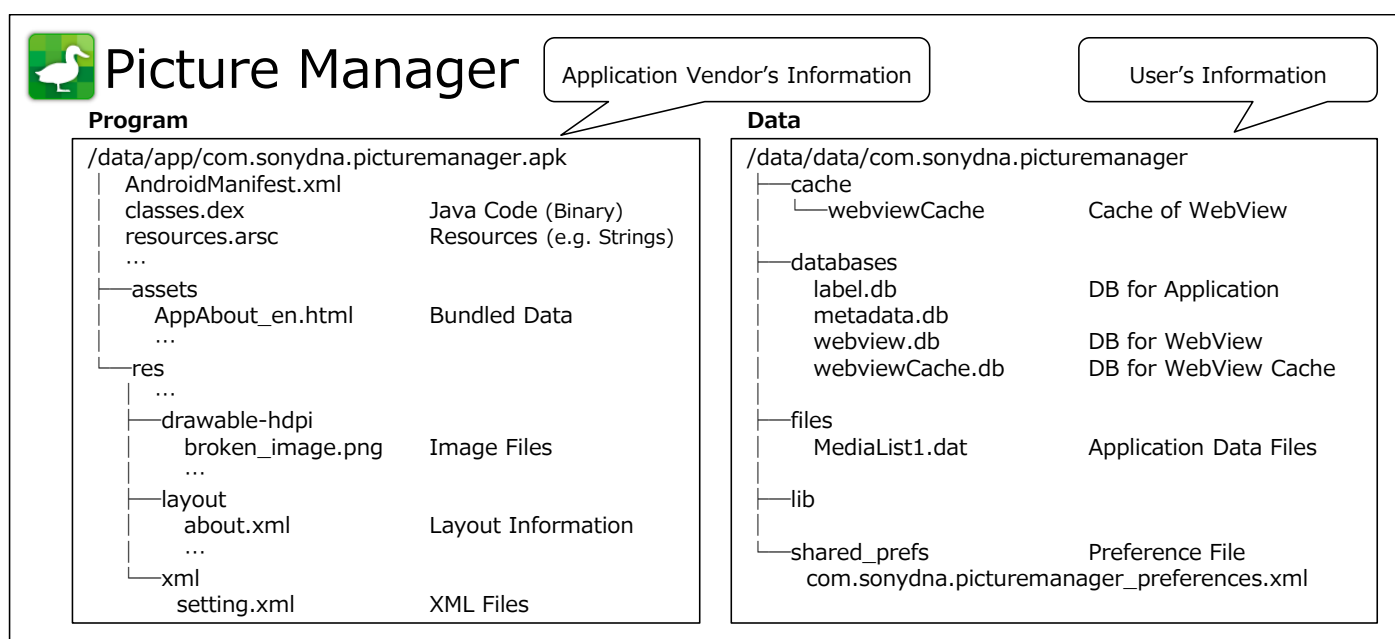 Picture Manager
Application Vendor's Information
User's Information
Program
/data/app/com.sonydna.picturemanager.apk
AndroidManifest.xml
classes.dex Java Code (Binary)
resources.arsc Resources (e.g. Strings)
…
assets
AppAbout_en.html Bundled Data
…
res
…
drawable-hdpi
broken_image.png Image Files
…
layout
about.xml Layout Information
…
xml
setting.xml XML Files
Data
/data/data/com.sonydna.picturemanager
cache
webviewCache Cache of WebView
databases
label.db DB for Application
metadata.db
webview.db DB for WebView
webviewCache.db DB for WebView Cache
files
MediaList1.dat Application Data Files
lib
shared_prefs Preference File
com.sonydna.picturemanager_preferences.xml